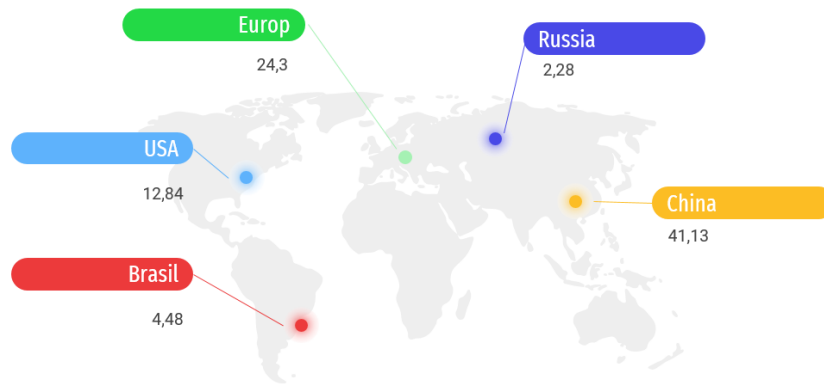 Europ
24,3
Russia
2,28
USA
12,84
China
41,13
Brasil
4,48